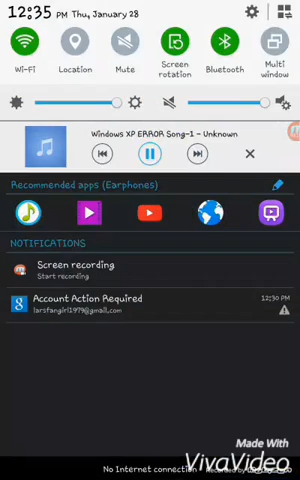 12:35 PM Thu, January 28
Wi-Fi Location Mute Screen rotation Bluetooth Multi window
Windows XP ERROR Song-1 - Unknown
Recommended apps (Earphones)
NOTIFICATIONS
Screen recording
Start recording
Account Action Required 12:30 PM
larsfangirl1979@gmail.com
Made With
VivaVideo
No Internet connection